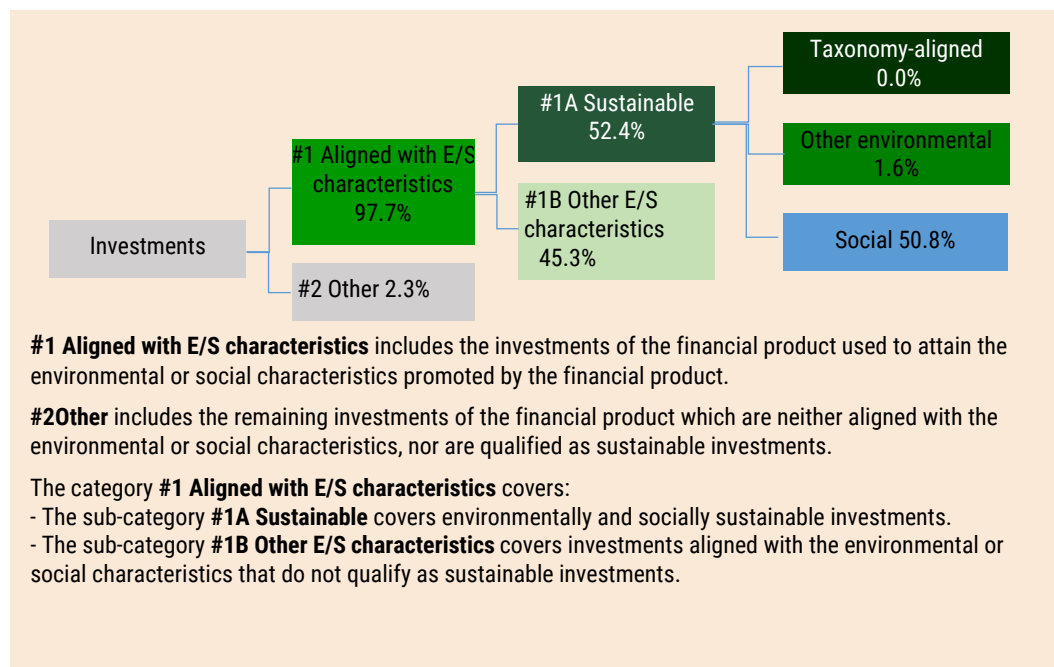 Taxonomy-aligned
0.0%
#1A Sustainable
52.4%
Other environmental
1.6%
#1 Aligned with E/S
characteristics
97.7%
#1B Other E/S
characteristics
45.3%
Social 50.8%
Investments
#2 Other 2.3%
#1 Aligned with E/S characteristics includes the investments of the financial product used to attain the
environmental or social characteristics promoted by the financial product.
#2Other includes the remaining investments of the financial product which are neither aligned with the
environmental or social characteristics, nor are qualified as sustainable investments.
The category #1 Aligned with E/S characteristics covers:
- The sub-category #1A Sustainable covers environmentally and socially sustainable investments.
- The sub-category #1B Other E/S characteristics covers investments aligned with the environmental or
social characteristics that do not qualify as sustainable investments.